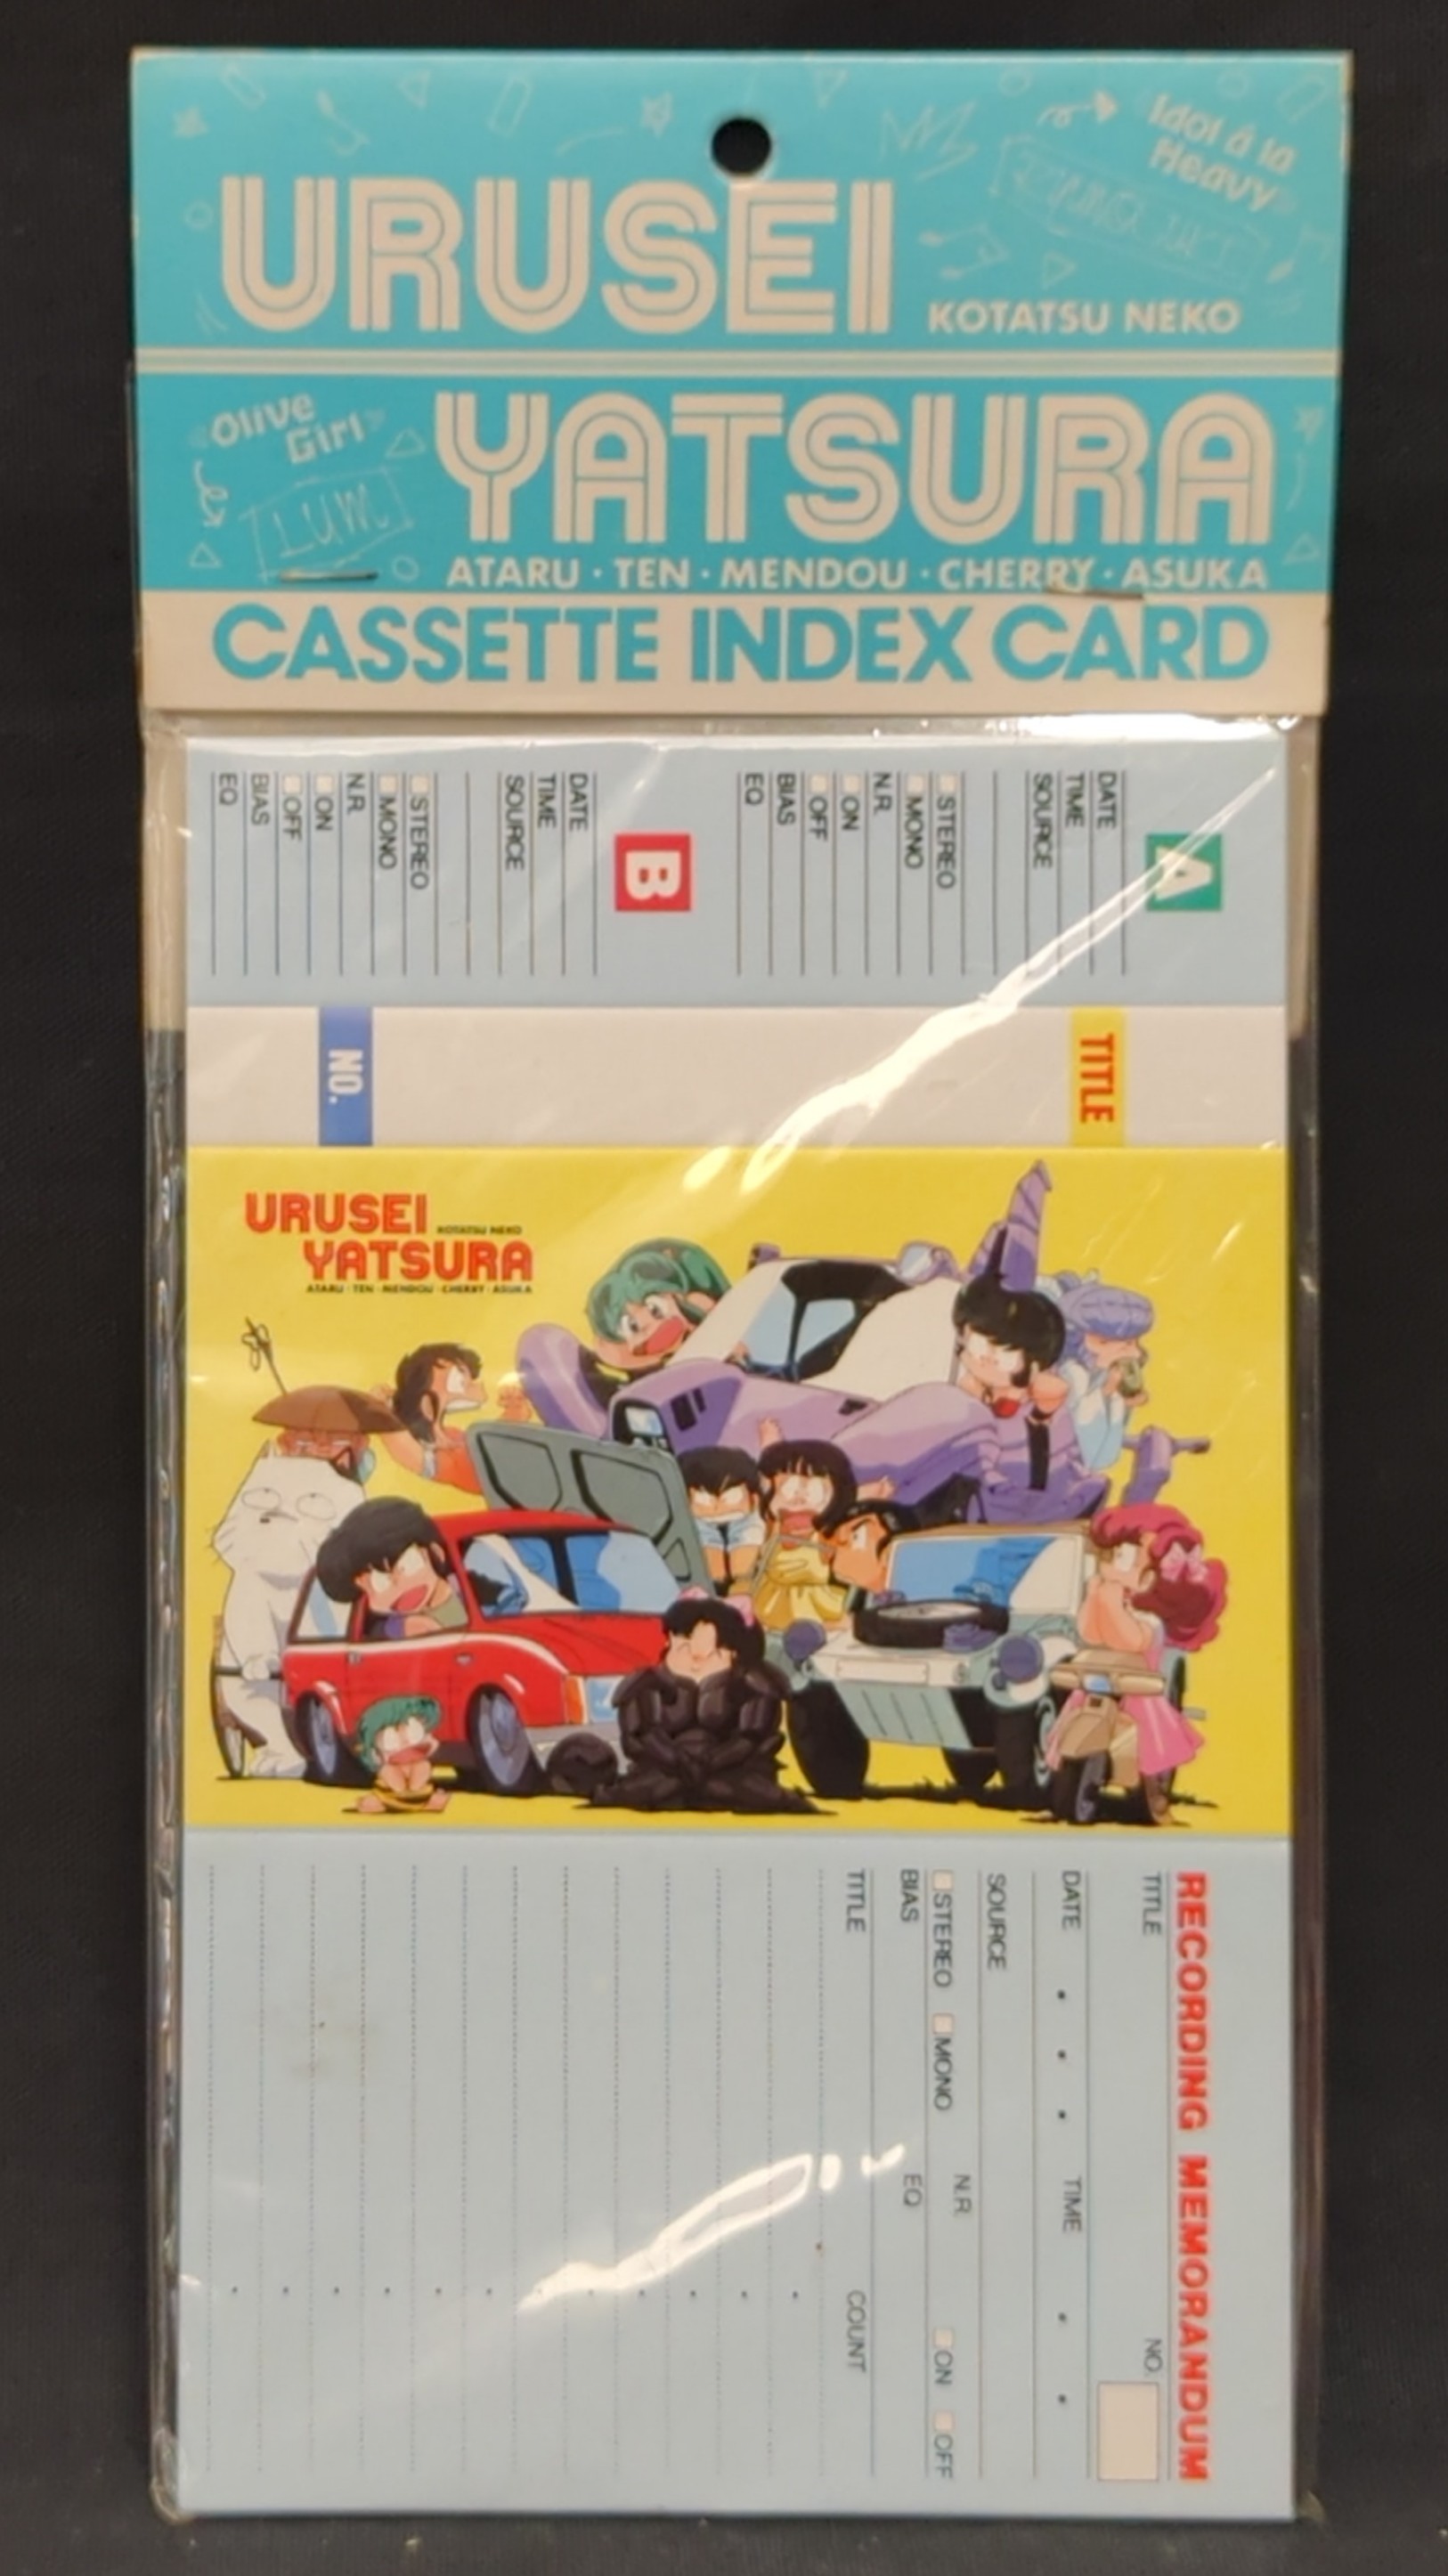 Idol á la
Heavy
URUSEI
KOTATSU NEKO
Olive
Girl
YATSURA
LUM
ATARU · TEN · MENDOU · CHERRY · ASUKA
CASSETTE INDEX CARD
A
DATE
TIME
SOURCE
STEREO
MONO
N.R.
ON
OFF
BIAS
EQ
B
DATE
TIME
SOURCE
STEREO
MONO
N.R.
ON
OFF
BIAS
EQ
TITLE
NO.
URUSEI
KOTATSU NEKO
YATSURA
ATARU · TEN · MENDOU · CHERRY · ASUKA
RECORDING MEMORANDUM
TITLE NO.
DATE . . . TIME . .
SOURCE
STEREO MONO N.R. ON OFF
BIAS EQ
TITLE COUNT